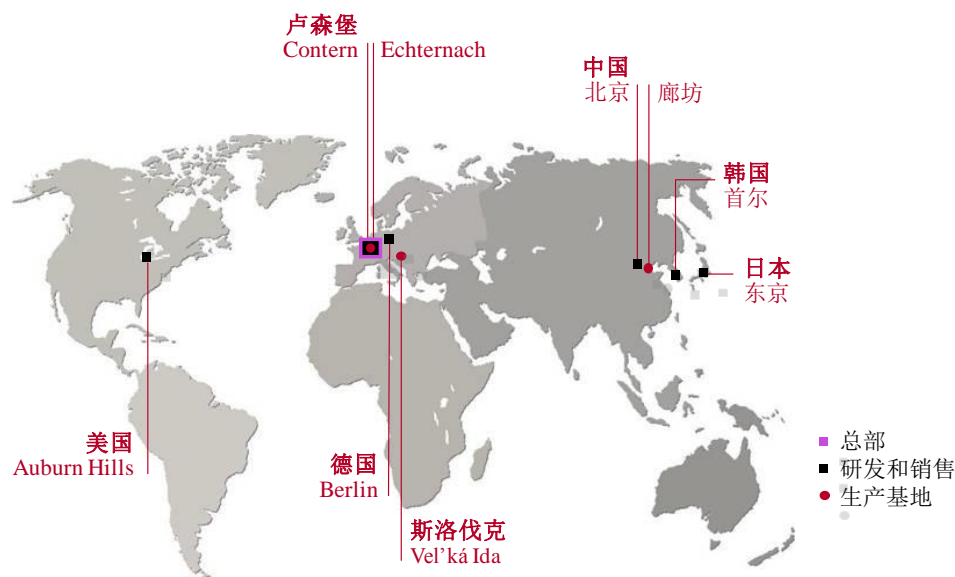 卢森堡
Contern Echternach
中国
北京 廊坊
韩国
首尔
日本
东京
美国
Auburn Hills
德国
Berlin
斯洛伐克
Vel’ká Ida
总部
研发和销售
生产基地